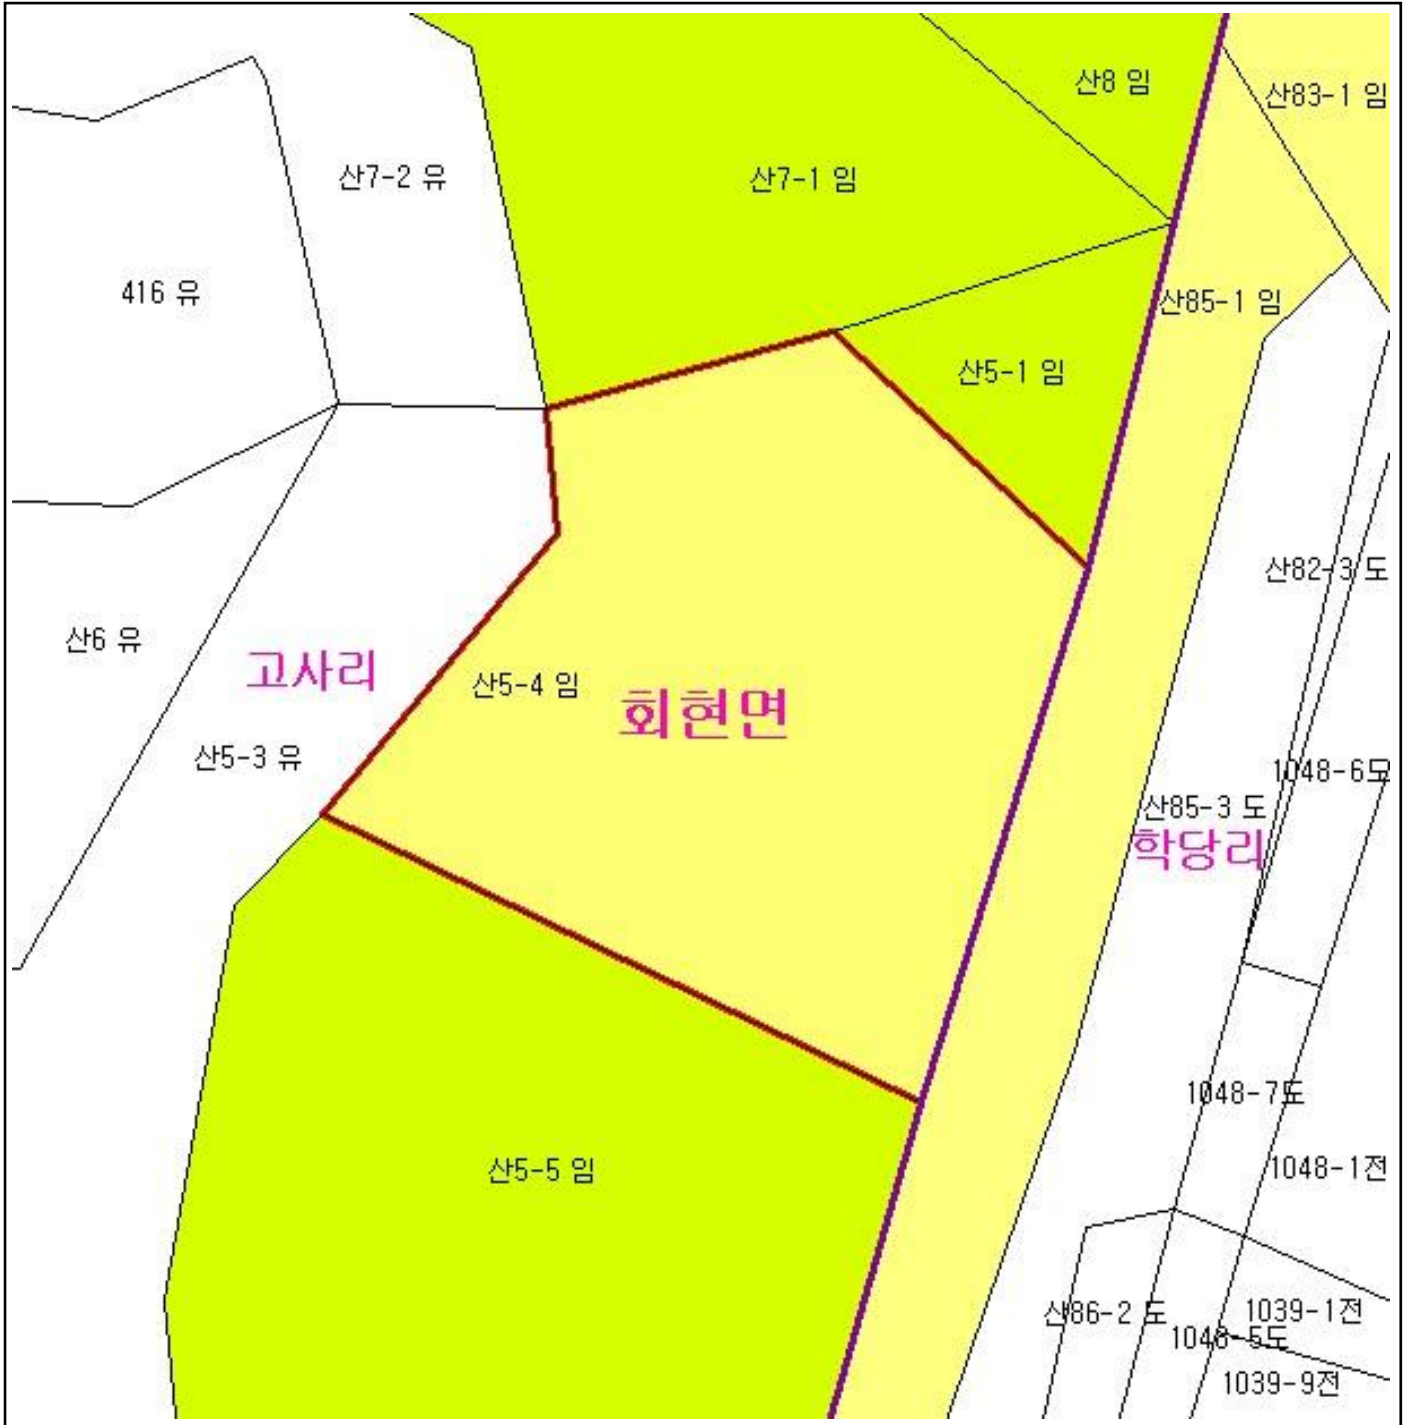 산8 임
산83-1 임
산7-2 유
산7-1 임
416 유
산85-1 임
산5-1 임
산82-3 도
산6 유
고사리
산5-4 임
회현면
산5-3 유
1048-6도
산85-3 도
학당리
1048-7도
산5-5 임
1048-1전
산86-2 도
1039-1전
1048-5도
1039-9전